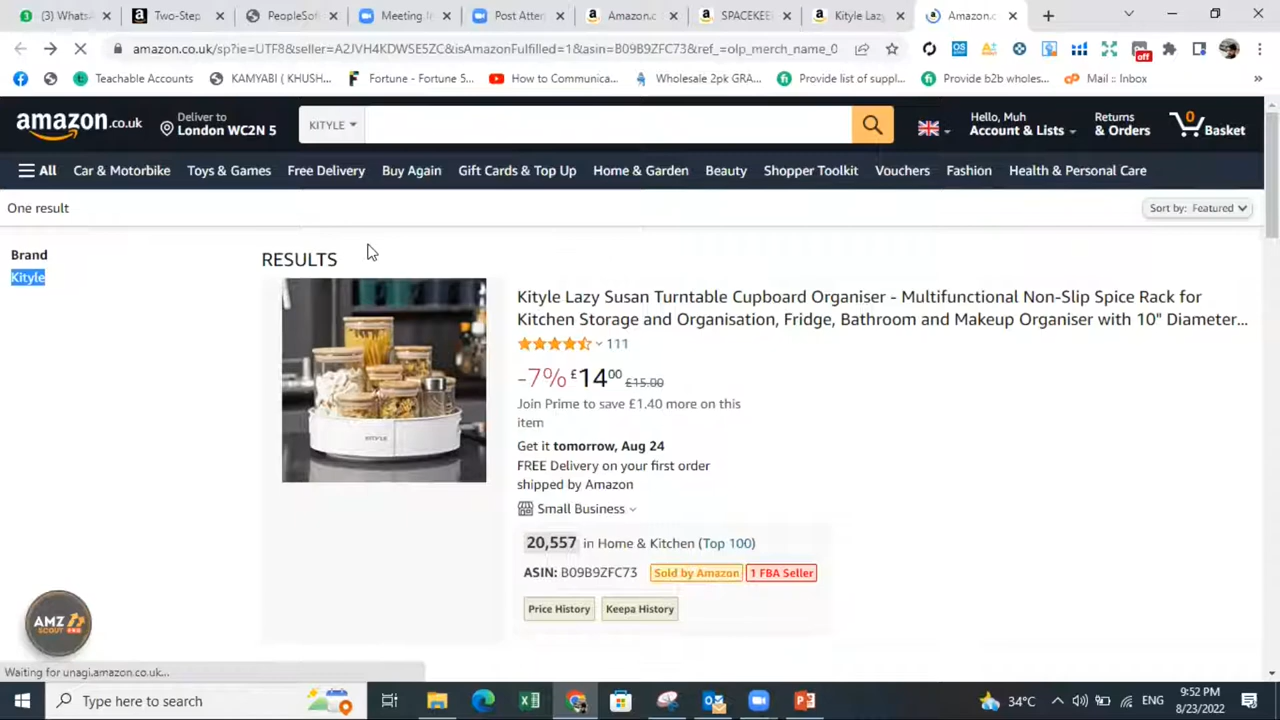 (3) Whats
Two-Step
PeopleSof
Meeting I
Post Atten
Amazon.c
SPACEKEE
Kityle Laz
Amazon.c
amazon.co.uk/sp?ie=UTF8&seller=A2JVH4KDWSE5ZC&isAmazonFulfilled=1&asin=B09B9ZFC73&ref_=olp_merch_name_0
off
Teachable Accounts
KAMYABI ( KHUSH...
Fortune - Fortune 5...
How to Communica...
Wholesale 2pk GRA...
Provide list of suppl...
Provide b2b wholes...
Mail :: Inbox
»
amazon.co.uk
Deliver to
London WC2N 5
KITYLE
Hello, Muh
Account & Lists
Returns
& Orders
0
Basket
All
Car & Motorbike
Toys & Games
Free Delivery
Buy Again
Gift Cards & Top Up
Home & Garden
Beauty
Shopper Toolkit
Vouchers
Fashion
Health & Personal Care
One result
Sort by: Featured
Brand
Kityle
RESULTS
KITYLE
Kityle Lazy Susan Turntable Cupboard Organiser - Multifunctional Non-Slip Spice Rack for
Kitchen Storage and Organisation, Fridge, Bathroom and Makeup Organiser with 10" Diameter...
111
-7% £1400 £15.00
Join Prime to save £1.40 more on this
item
Get it tomorrow, Aug 24
FREE Delivery on your first order
shipped by Amazon
Small Business
20,557 in Home & Kitchen (Top 100)
ASIN: B09B9ZFC73 Sold by Amazon 1 FBA Seller
Price History
Keepa History
AMZ
SCOUT PRO
Waiting for unagi.amazon.co.uk...
Type here to search
34°C
ENG
9:52 PM
8/23/2022